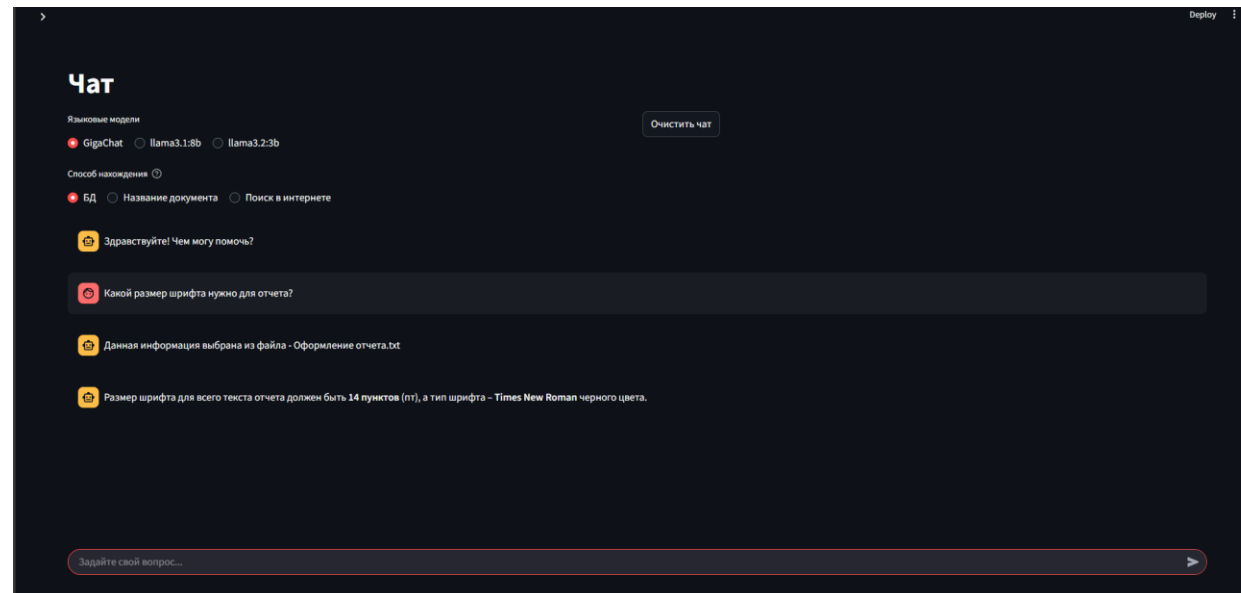 Deploy
Чат
Языковые модели
Очистить чат
GigaChat llama3.1:8b llama3.2:3b
Способ нахождения
БД Название документа Поиск в интернете
Здравствуйте! Чем могу помочь?
Какой размер шрифта нужно для отчета?
Данная информация выбрана из файла - Оформление отчета.txt
Размер шрифта для всего текста отчета должен быть 14 пунктов (пт), а тип шрифта – Times New Roman черного цвета.
Задайте свой вопрос...